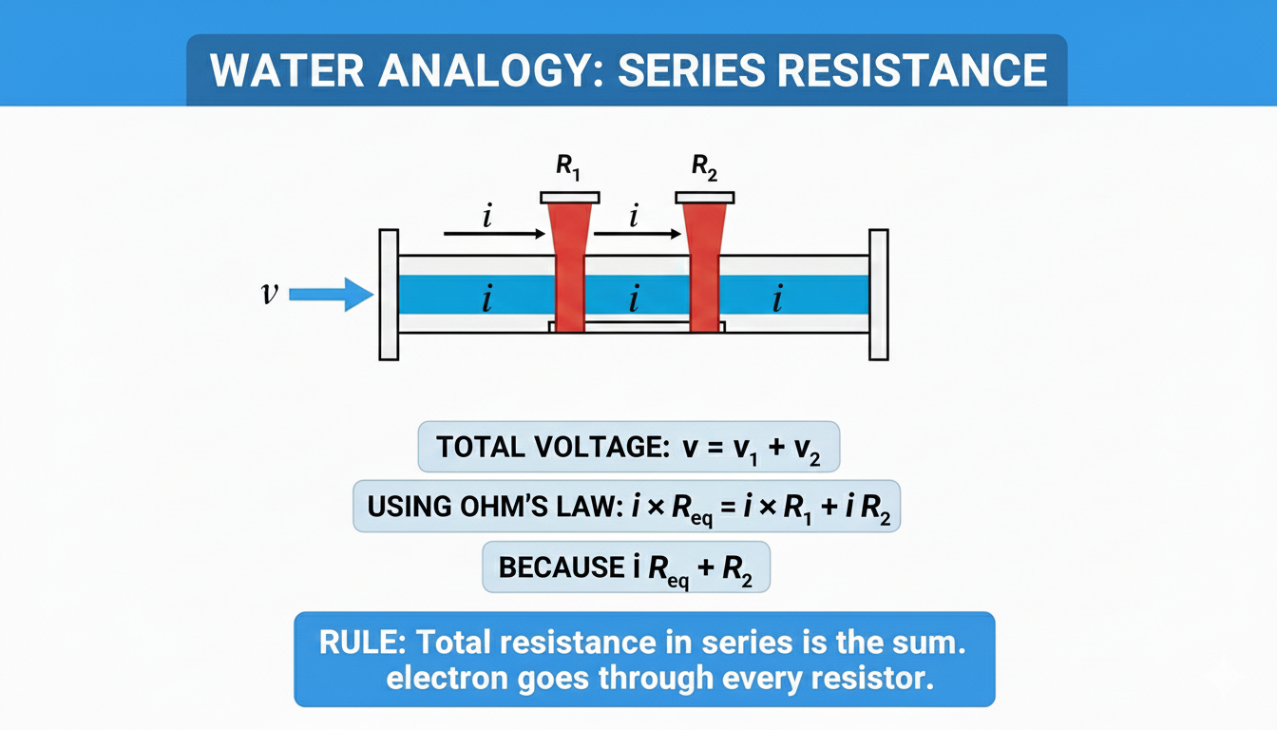 WATER ANALOGY: SERIES RESISTANCE
R₁ R₂
i i
v
i i i
TOTAL VOLTAGE: v = v₁ + v₂
USING OHM'S LAW: i × Req = i × R₁ + i R₂
BECAUSE i Req + R₂
RULE: Total resistance in series is the sum.
electron goes through every resistor.